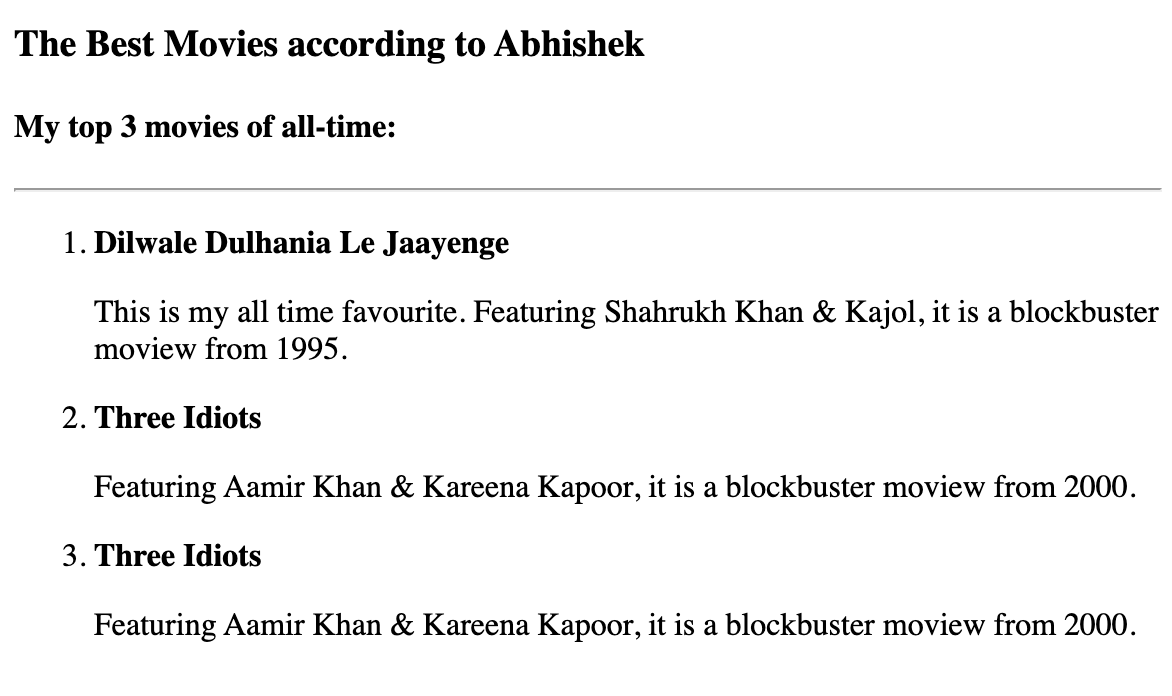 The Best Movies according to Abhishek
My top 3 movies of all-time:
1. Dilwale Dulhania Le Jaayenge
This is my all time favourite. Featuring Shahrukh Khan & Kajol, it is a blockbuster
moview from 1995.
2. Three Idiots
Featuring Aamir Khan & Kareena Kapoor, it is a blockbuster moview from 2000.
3. Three Idiots
Featuring Aamir Khan & Kareena Kapoor, it is a blockbuster moview from 2000.